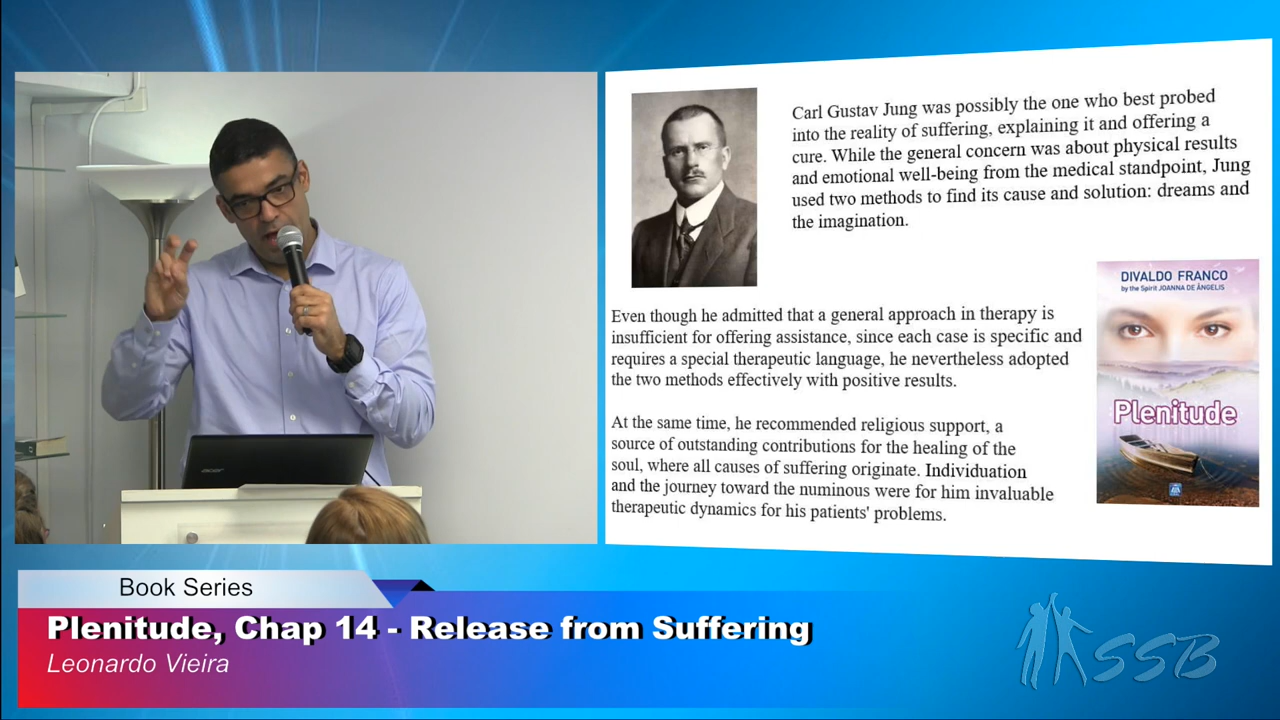 Carl Gustav Jung was possibly the one who best probed
into the reality of suffering, explaining it and offering a
cure. While the general concern was about physical results
and emotional well-being from the medical standpoint, Jung
used two methods to find its cause and solution: dreams and
the imagination.
DIVALDO FRANCO
by the Spirit JOANNA DE ÂNGELIS
Plenitude
Even though he admitted that a general approach in therapy is
insufficient for offering assistance, since each case is specific and
requires a special therapeutic language, he nevertheless adopted
the two methods effectively with positive results.
At the same time, he recommended religious support, a
source of outstanding contributions for the healing of the
soul, where all causes of suffering originate. Individuation
and the journey toward the numinous were for him invaluable
therapeutic dynamics for his patients' problems.
acer
Book Series
Plenitude, Chap 14 - Release from Suffering
Leonardo Vieira
SSB